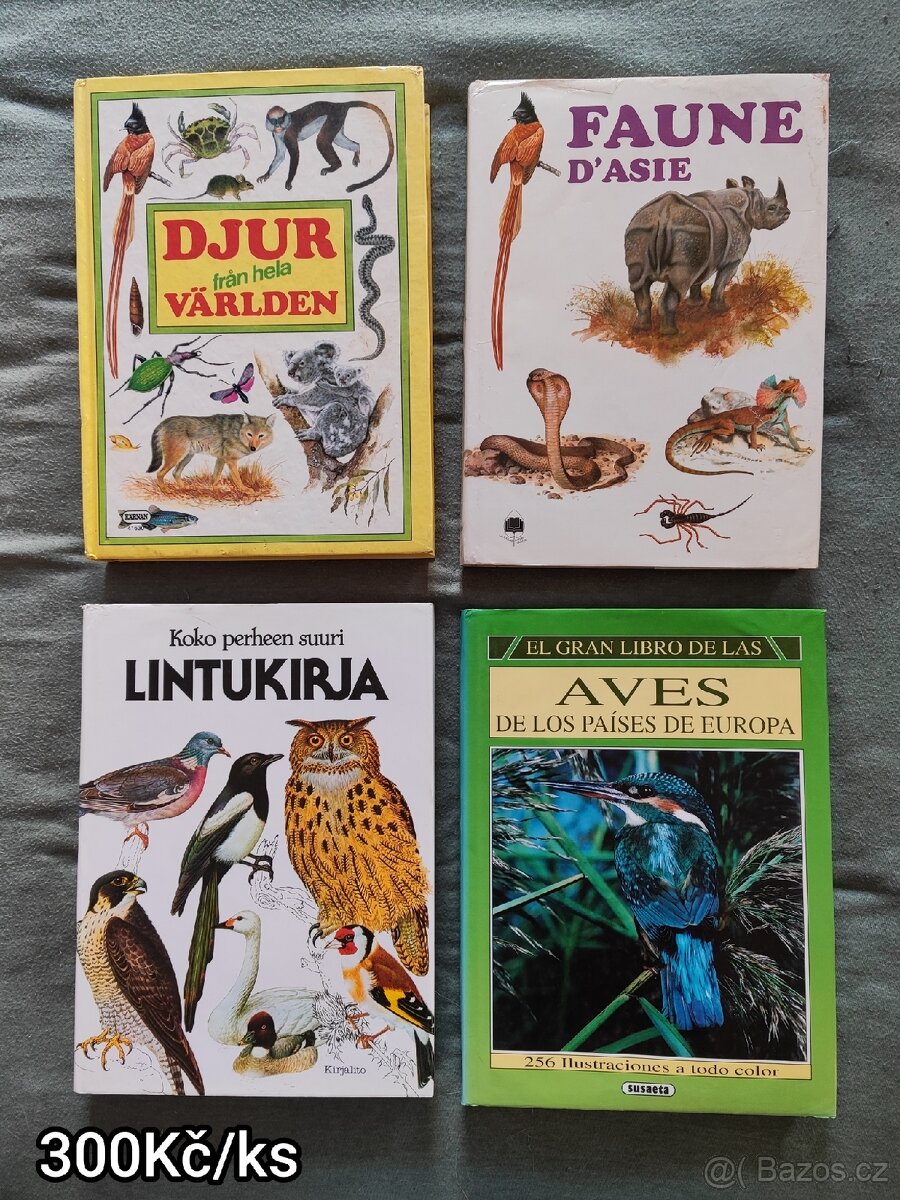 DJUR
från hela
VÄRLDEN
FAUNE
D'ASIE
Koko perheen suuri
LINTUKIRJA
Kirjalito
EL GRAN LIBRO DE LAS
AVES
DE LOS PAÍSES DE EUROPA
256 Ilustraciones a todo color
susaeta
300Kč/ks
@( Bazos.cz